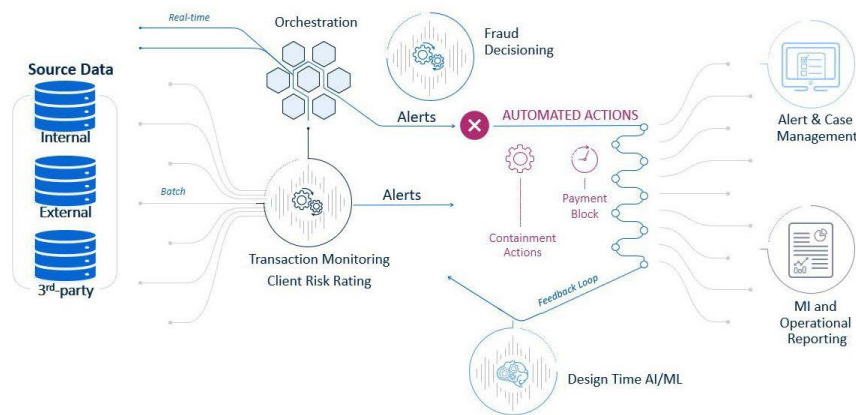 Real-time
Orchestration
Fraud
Decisioning
Source Data
Internal
External
3rd-party
Batch
Alerts
AUTOMATED ACTIONS
Alerts
Containment
Actions
Payment
Block
Transaction Monitoring
Client Risk Rating
Feedback Loop
Design Time AI/ML
Alert & Case
Management
MI and
Operational
Reporting